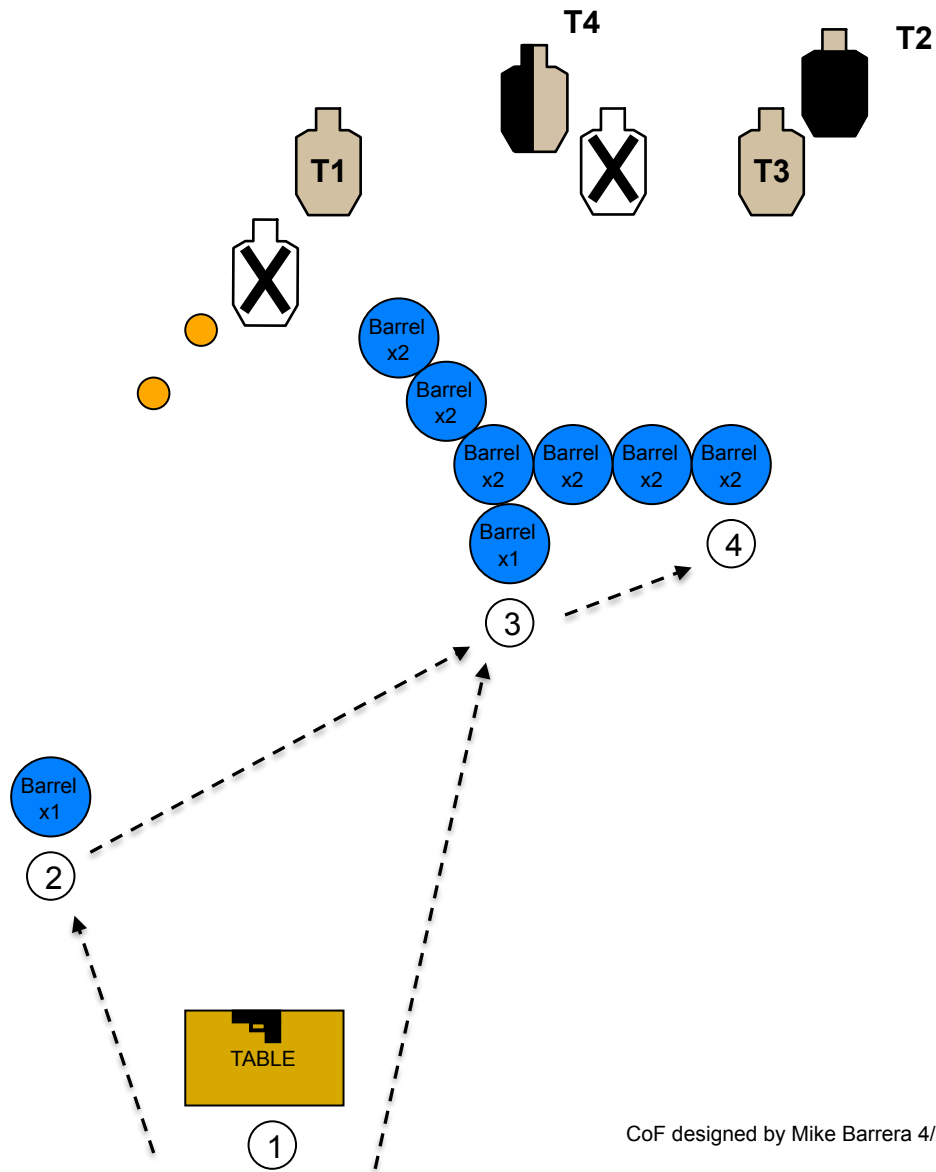 T4
T2
T1
T3
X
X
Barrel
x2
Barrel
x2
Barrel
x2
Barrel
x2
Barrel
x2
Barrel
x2
Barrel
x1
4
3
Barrel
x1
2
TABLE
1
CoF designed by Mike Barrera 4/